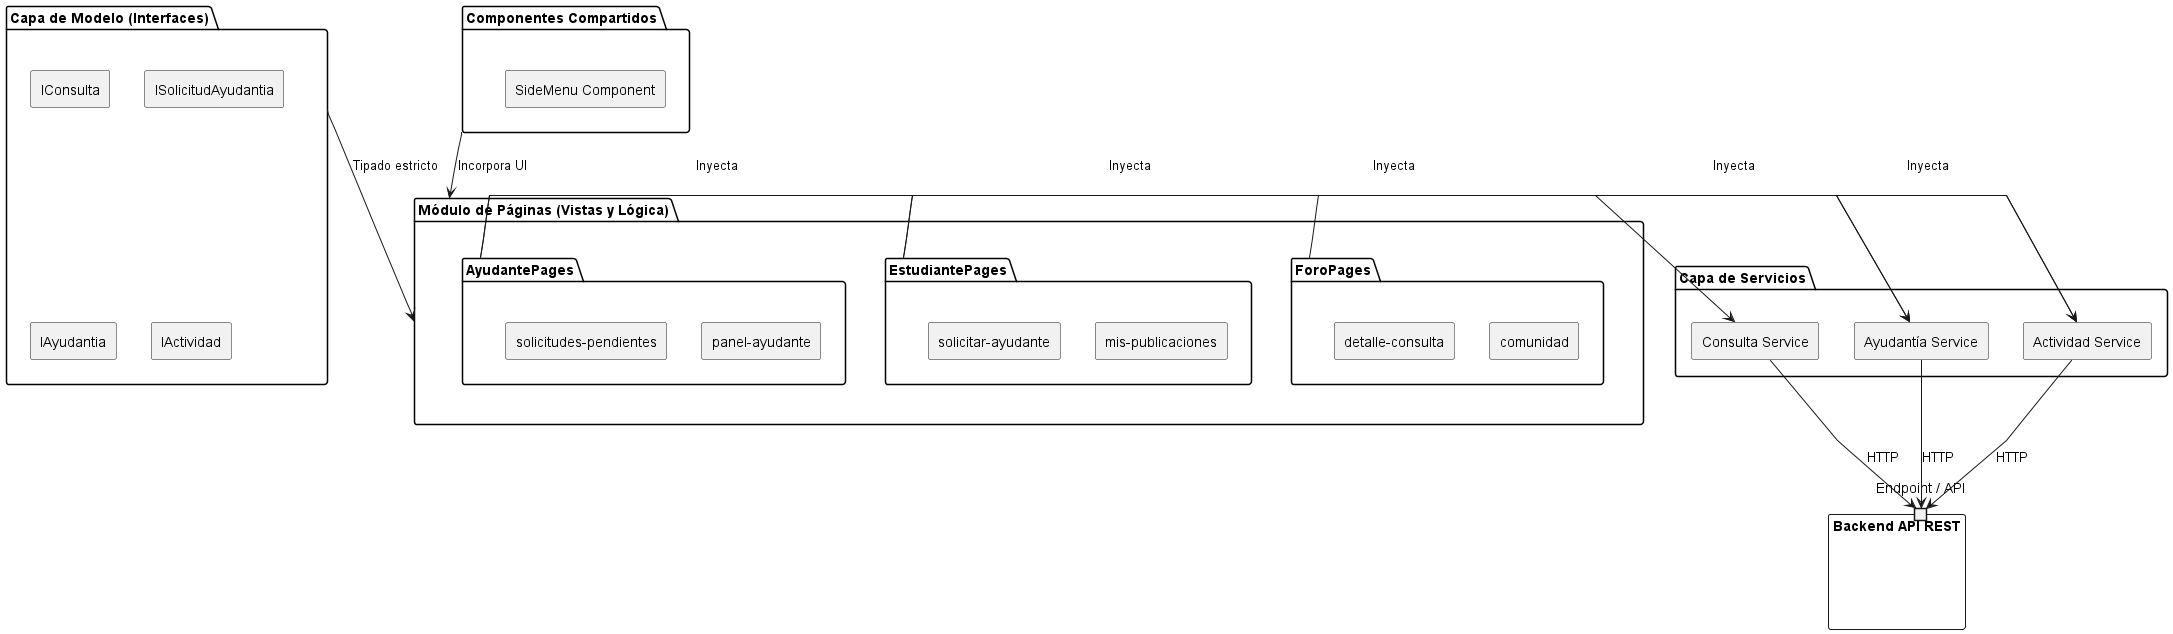 Capa de Modelo (Interfaces)
Componentes Compartidos
IConsulta
ISolicitudAyudantia
SideMenu Component
Tipado estricto
Incorpora UI
Inyecta
Inyecta
Inyecta
Inyecta
Inyecta
Módulo de Páginas (Vistas y Lógica)
AyudantePages
EstudiantePages
ForoPages
Capa de Servicios
IAyudantia
IActividad
solicitudes-pendientes
panel-ayudante
solicitar-ayudante
mis-publicaciones
detalle-consulta
comunidad
Consulta Service
Ayudantía Service
Actividad Service
HTTP
HTTP
HTTP
Endpoint / API
Backend API REST